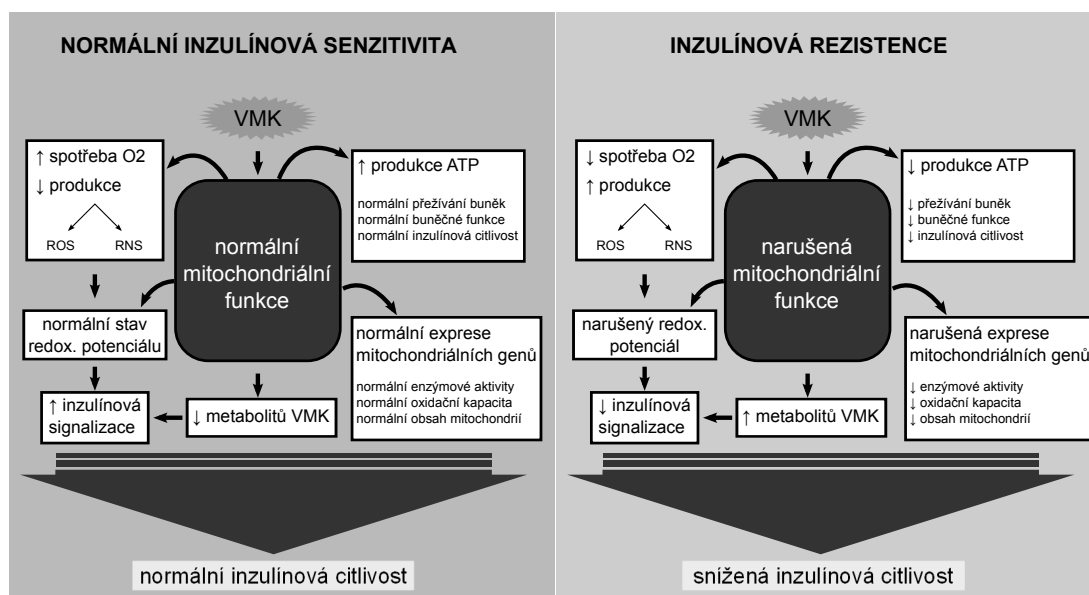 NORMÁLNÍ INZULÍNOVÁ SENZITIVITA
VMK
↑ spotřeba O2
↓ produkce
ROS RNS
↑ produkce ATP
normální přežívání buněk
normální buněčné funkce
normální inzulínová citlivost
normální
mitochondriální
funkce
normální stav
redox. potenciálu
normální exprese
mitochondriálních genů
normální enzýmové aktivity
normální oxidační kapacita
normální obsah mitochondrií
↑ inzulínová
signalizace
↓ metabolitů VMK
normální inzulínová citlivost
INZULÍNOVÁ REZISTENCE
VMK
↓ spotřeba O2
↑ produkce
ROS RNS
↓ produkce ATP
↓ přežívání buněk
↓ buněčné funkce
↓ inzulínová citlivost
narušená
mitochondriální
funkce
narušený redox.
potenciál
narušená exprese
mitochondriálních genů
↓ enzýmové aktivity
↓ oxidační kapacita
↓ obsah mitochondrií
↓ inzulínová
signalizace
↑ metabolitů VMK
snížená inzulínová citlivost